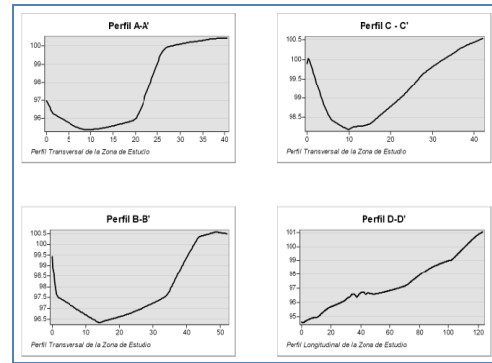 Perfil A-A'
100
99
98
97
96
0 5 10 15 20 25 30 35 40
Perfil Transversal de la Zona de Estudio
Perfil C - C'
100.5
100
99.5
99
98.5
0 10 20 30 40
Perfil Transversal de la Zona de Estudio
Perfil B-B'
100.5
100
99.5
99
98.5
98
97.5
97
96.5
0 10 20 30 40 50
Perfil Transversal de la Zona de Estudio
Perfil D-D'
101
100
99
98
97
96
95
0 20 40 60 80 100 120
Perfil Longitudinal de la Zona de Estudio